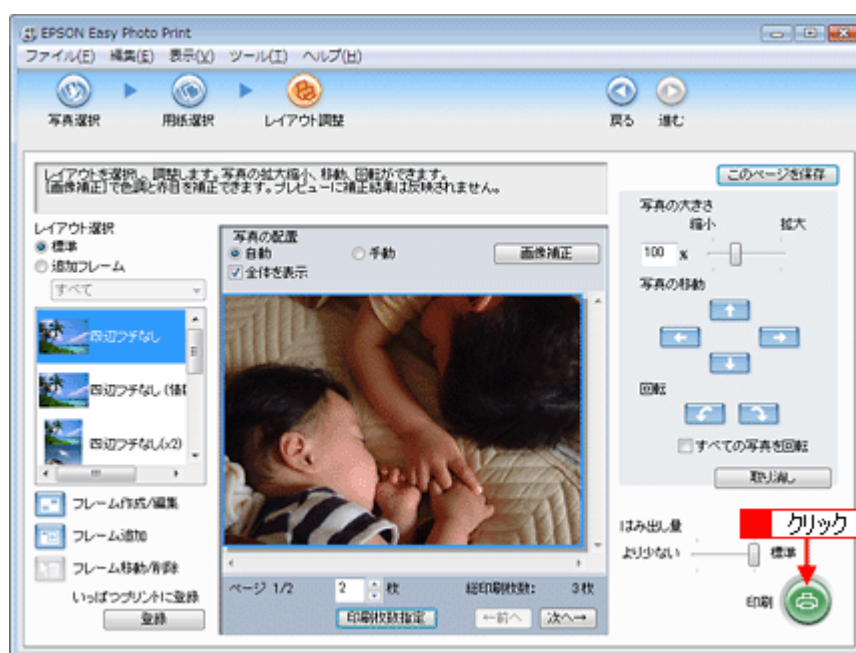 EPSON Easy Photo Print
ファイル(F) 編集(E) 表示(V) ツール(T) ヘルプ(H)
写真選択 用紙選択 レイアウト調整 戻る 進む
レイアウトを選択し、調整します。写真の拡大縮小、移動、回転ができます。
[画像補正]で色調と赤目を補正できます。プレビューに補正結果は反映されません。
このページを保存
レイアウト選択
標準
追加フレーム
すべて
四辺フチなし
四辺フチなし (情報
四辺フチなし(x2)
フレーム作成/編集
フレーム追加
フレーム移動/削除
いっぱつプリントに登録
登録
写真の配置
自動 手動 画像補正
全体を表示
ページ 1/2 2 枚 総印刷枚数: 3枚
印刷枚数指定 ←前へ 次へ→
写真の大きさ
縮小 拡大
100 %
写真の移動
回転
すべての写真を回転
取り消し
はみ出し量 クリック
より少ない 標準
印刷